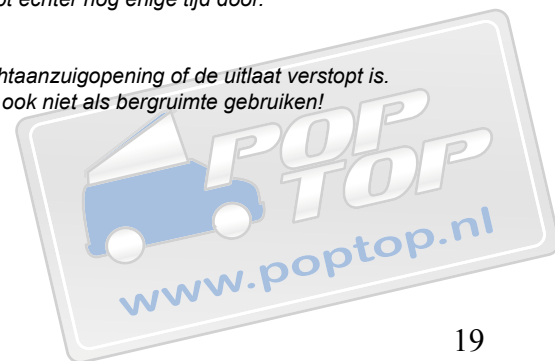 echter nog enige tijd door.
htaanzuigopening of de uitlaat verstopt is.
ook niet als bergruimte gebruiken!
POP
TOP
www.poptop.nl
19